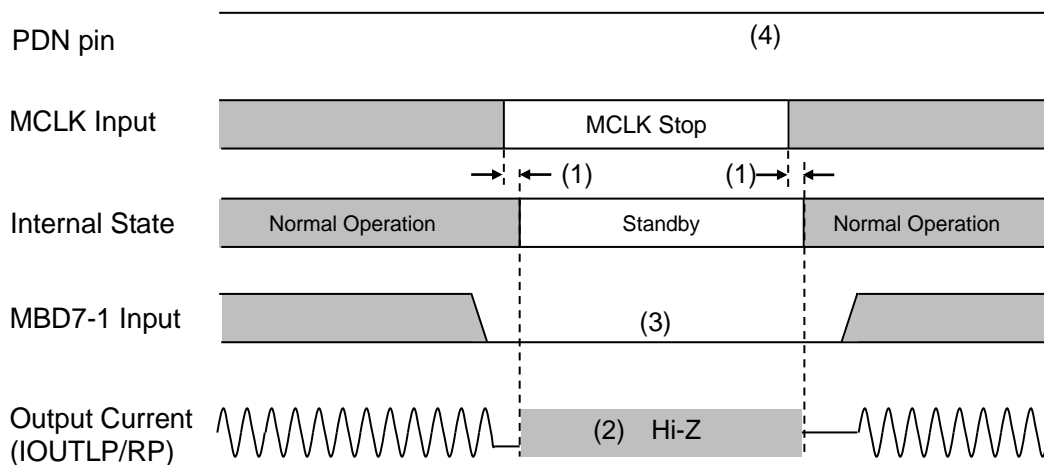 PDN pin
(4)
MCLK Input
MCLK Stop
(1)
(1)
Internal State
Normal Operation
Standby
Normal Operation
MBD7-1 Input
(3)
Output Current
(IOUTLP/RP)
(2) Hi-Z